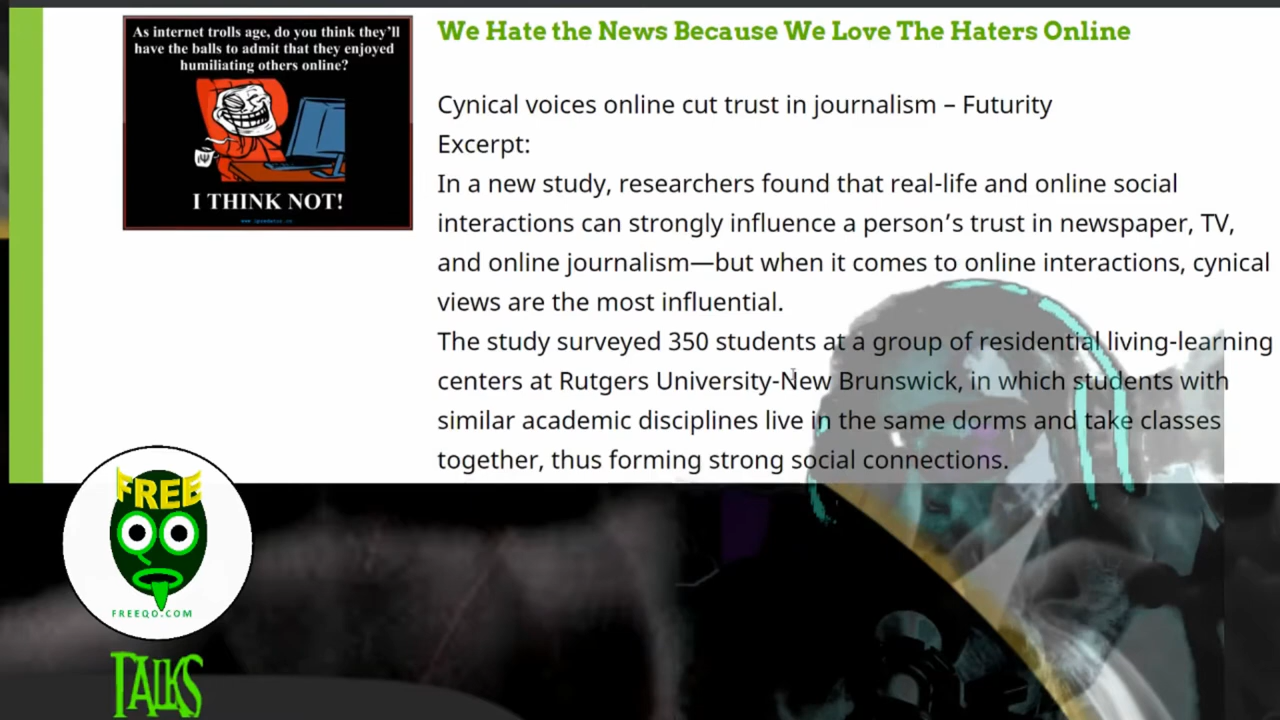 As internet trolls age, do you think they'll
have the balls to admit that they enjoyed
humiliating others online?
I THINK NOT!
We Hate the News Because We Love The Haters Online
Cynical voices online cut trust in journalism – Futurity
Excerpt:
In a new study, researchers found that real-life and online social
interactions can strongly influence a person's trust in newspaper, TV,
and online journalism—but when it comes to online interactions, cynical
views are the most influential.
The study surveyed 350 students at a group of residential living-learning
centers at Rutgers University-New Brunswick, in which students with
similar academic disciplines live in the same dorms and take classes
together, thus forming strong social connections.
FREE
FREEQO.COM
TALKS